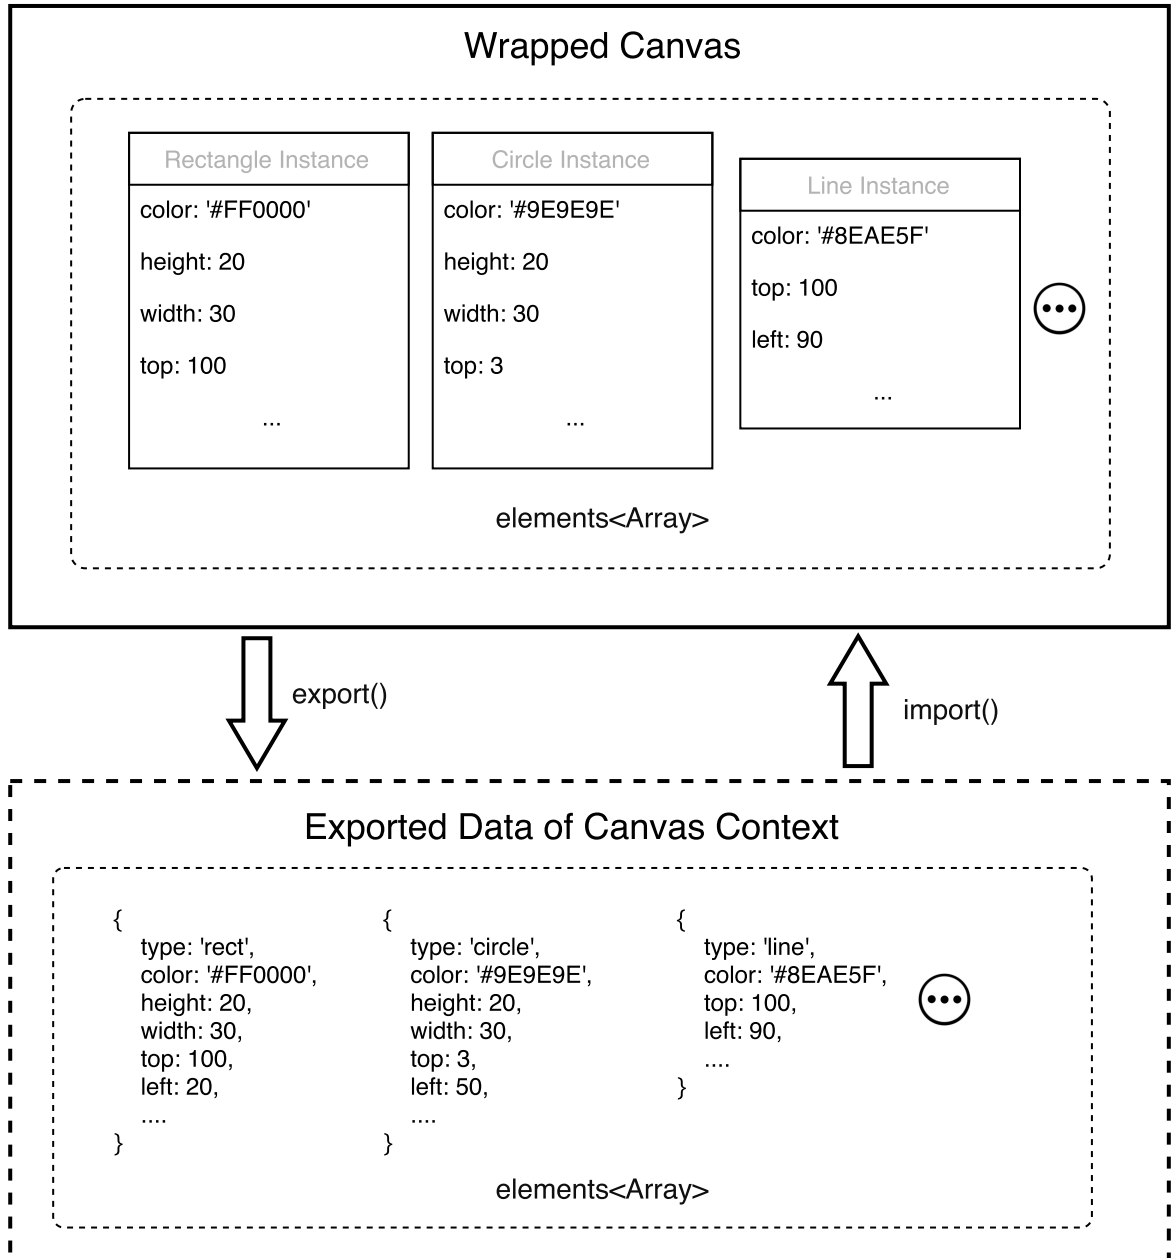 Wrapped Canvas
Rectangle Instance
color: '#FF0000'
height: 20
width: 30
top: 100
...
Circle Instance
color: '#9E9E9E'
height: 20
width: 30
top: 3
...
Line Instance
color: '#8EAE5F'
top: 100
left: 90
...
elements<Array>
export()
import()
Exported Data of Canvas Context
{
type: 'rect',
color: '#FF0000',
height: 20,
width: 30,
top: 100,
left: 20,
....
}
{
type: 'circle',
color: '#9E9E9E',
height: 20,
width: 30,
top: 3,
left: 50,
....
}
{
type: 'line',
color: '#8EAE5F',
top: 100,
left: 90,
....
}
elements<Array>